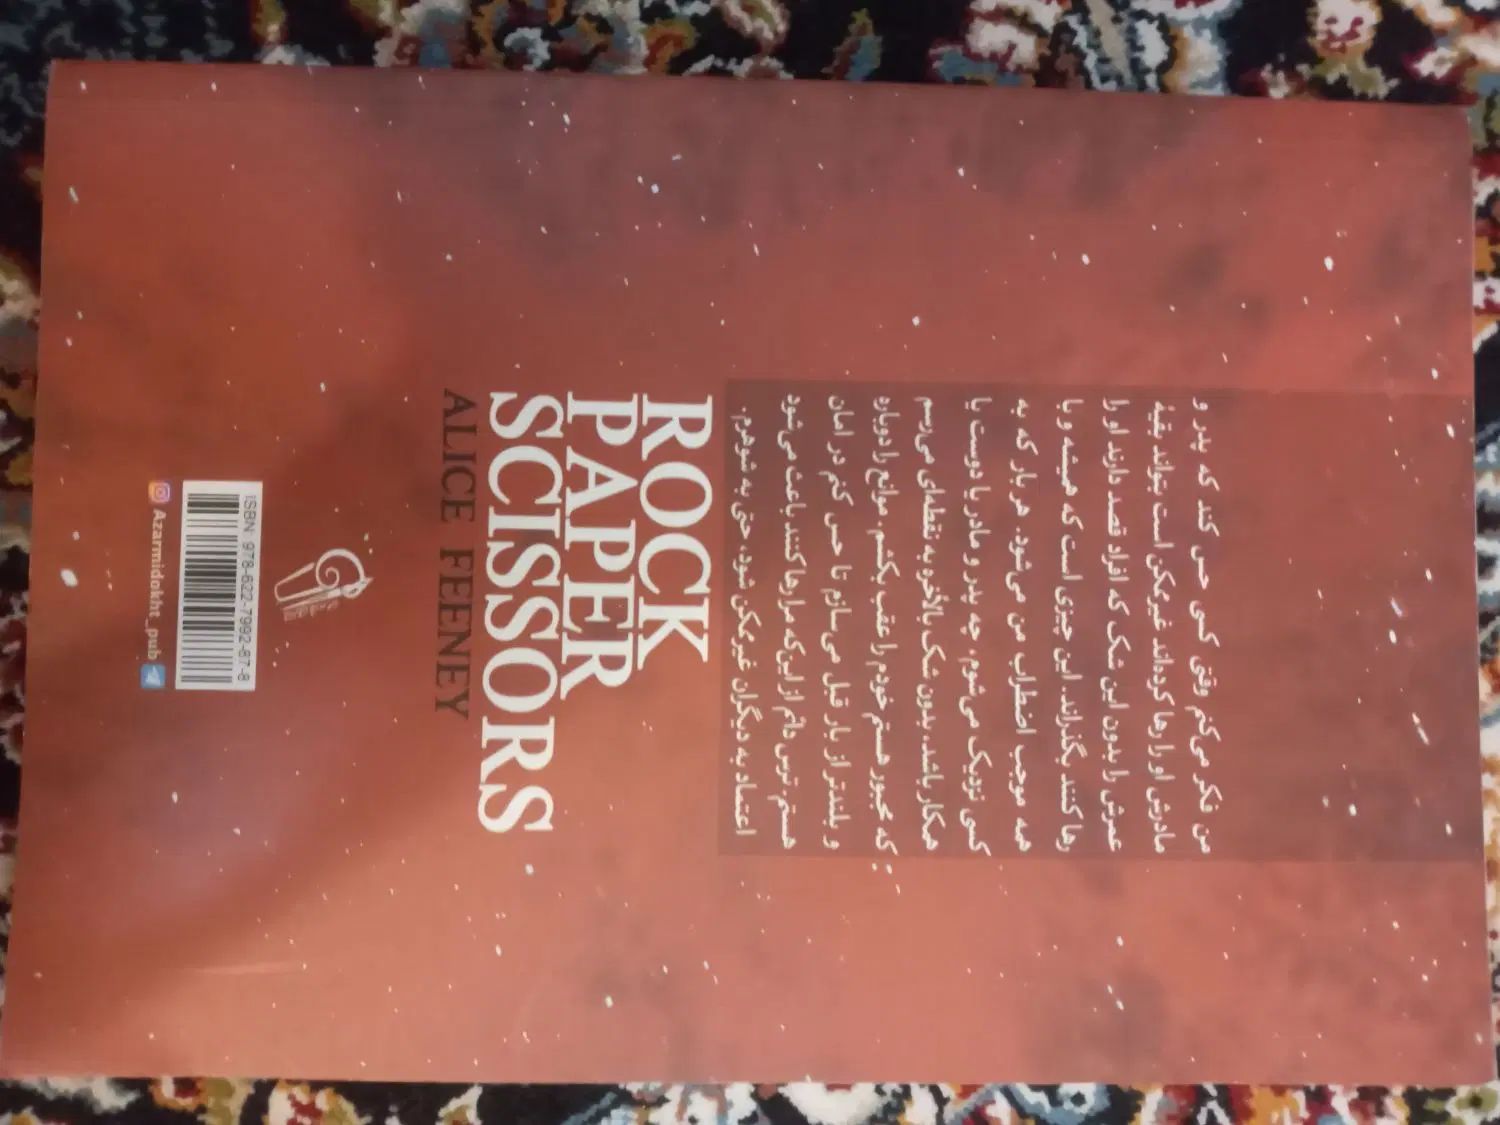 من فکر می‌کنم وقتی کسی حس کند که پدر و
مادرش او را رها کرده‌اند غیرممکن است بتواند بقیهٔ
عمرش را بدون این شک که افراد قصد دارند او را
رها کنند بگذراند. این چیزی است که همیشه و با
همه موجب اضطراب من می‌شود. هر بار که به
کسی نزدیک می‌شوم، چه پدر و مادر یا دوست یا
همکار باشد، بدون شک بالأخره به نقطه‌ای می‌رسم
که مجبور هستم خودم را عقب بکشم. موانع را دوباره
و بلندتر از بار قبل می‌سازم تا حس کنم در امان
هستم. ترس دائم از این‌که مرا رها کنند باعث می‌شود
اعتماد به دیگران غیرممکن شود، حتی به شوهرم.
ROCK
PAPER
SCISSORS
ALICE FEENEY
ISBN 978-622-7992-87-8
Azarmidokht_pub